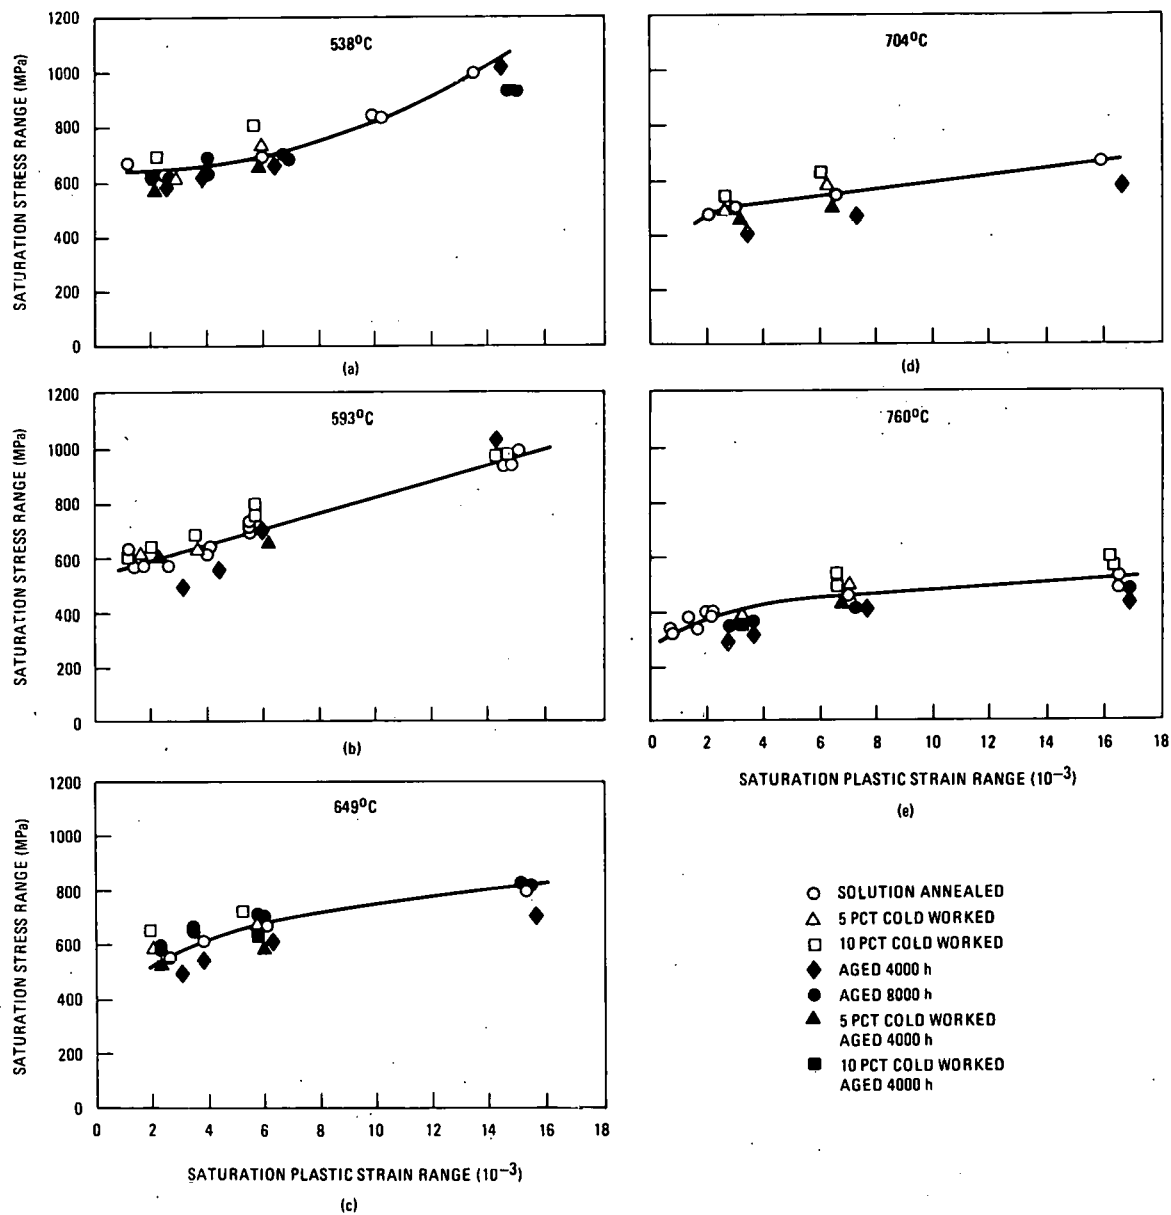 1200
1000
800
600
400
200
0
SATURATION STRESS RANGE (MPa)
538°C
(a)
1200
1000
800
600
400
200
0
SATURATION STRESS RANGE (MPa)
593°C
(b)
1200
1000
800
600
400
200
0
SATURATION STRESS RANGE (MPa)
649°C
0 2 4 6 8 10 12 14 16 18
SATURATION PLASTIC STRAIN RANGE (10−3)
(c)
704°C
(d)
760°C
0 2 4 6 8 10 12 14 16 18
SATURATION PLASTIC STRAIN RANGE (10−3)
(e)
SOLUTION ANNEALED
5 PCT COLD WORKED
10 PCT COLD WORKED
AGED 4000 h
AGED 8000 h
5 PCT COLD WORKED
AGED 4000 h
10 PCT COLD WORKED
AGED 4000 h